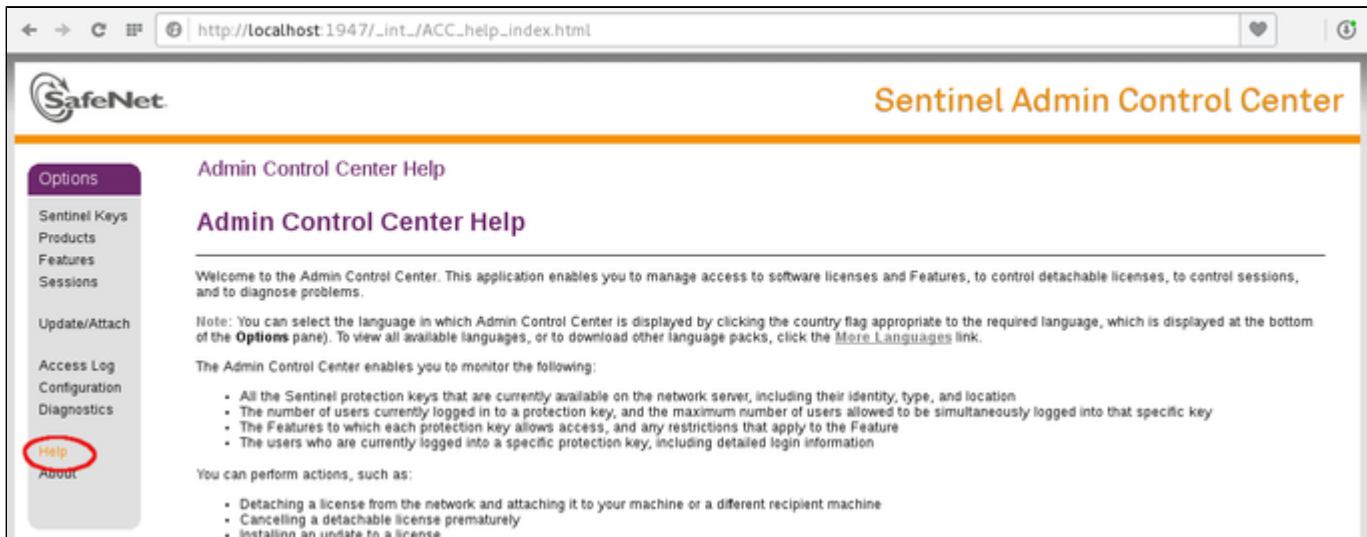 http://localhost:1947/_int_/ACC_help_index.html
SafeNet.
Sentinel Admin Control Center
Options
Sentinel Keys
Products
Features
Sessions
Update/Attach
Access Log
Configuration
Diagnostics
Help
About
Admin Control Center Help
Admin Control Center Help
Welcome to the Admin Control Center. This application enables you to manage access to software licenses and Features, to control detachable licenses, to control sessions,
and to diagnose problems.
Note: You can select the language in which Admin Control Center is displayed by clicking the country flag appropriate to the required language, which is displayed at the bottom
of the Options pane). To view all available languages, or to download other language packs, click the More Languages link.
The Admin Control Center enables you to monitor the following:
• All the Sentinel protection keys that are currently available on the network server, including their identity, type, and location
• The number of users currently logged in to a protection key, and the maximum number of users allowed to be simultaneously logged into that specific key
• The Features to which each protection key allows access, and any restrictions that apply to the Feature
• The users who are currently logged into a specific protection key, including detailed login information
You can perform actions, such as:
• Detaching a license from the network and attaching it to your machine or a different recipient machine
• Cancelling a detachable license prematurely
• Installing an update to a license